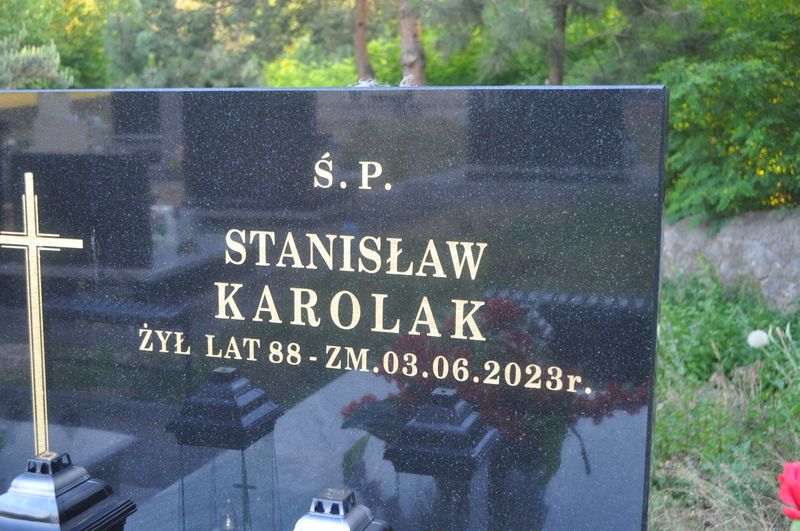 Ś. P.
STANISŁAW
KAROLAK
ŻYŁ LAT 88 - ZM.03.06.2023r.